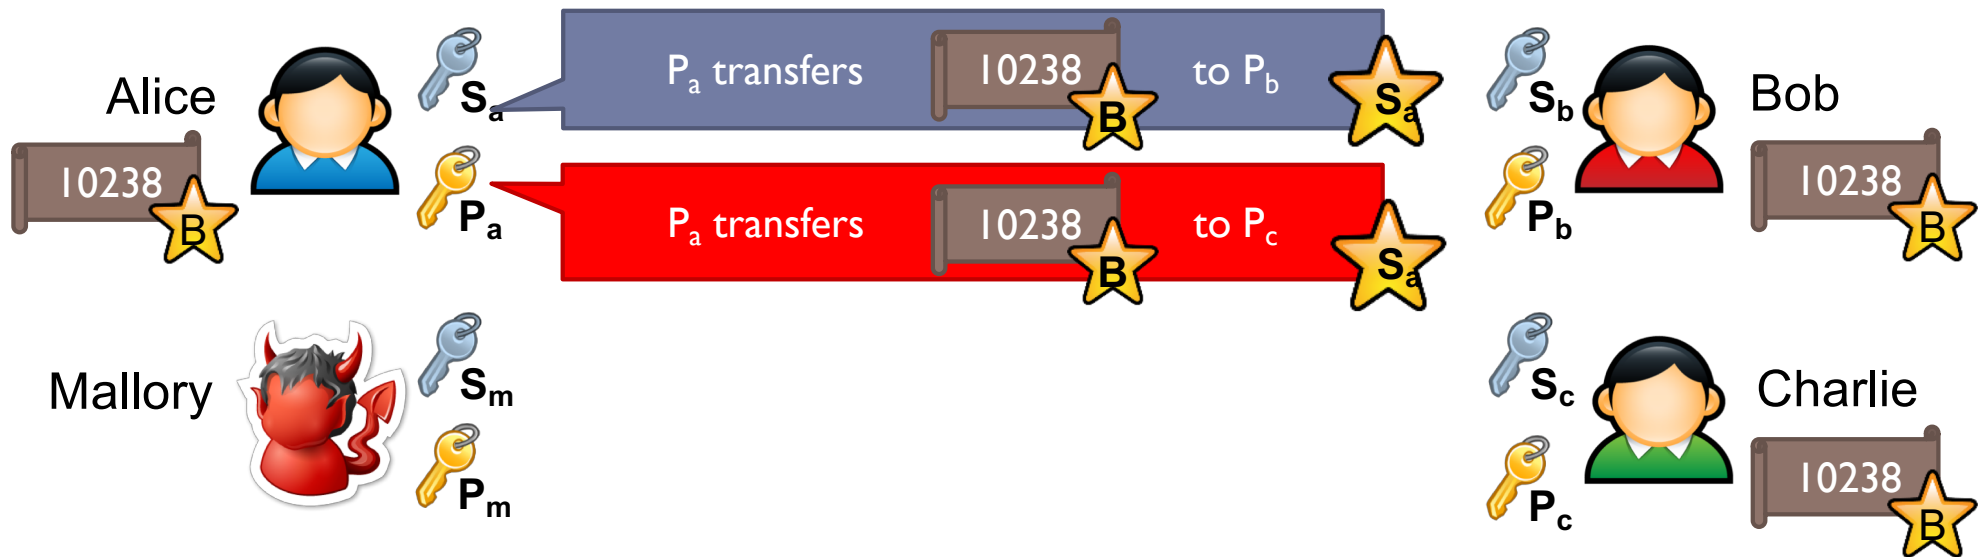 Alice
10238
B
Sa
Pa
Pa transfers 10238 B to Pb Sa
Pa transfers 10238 B to Pc Sa
Sb
Pb
Bob
10238
B
Mallory
Sm
Pm
Sc
Pc
Charlie
10238
B